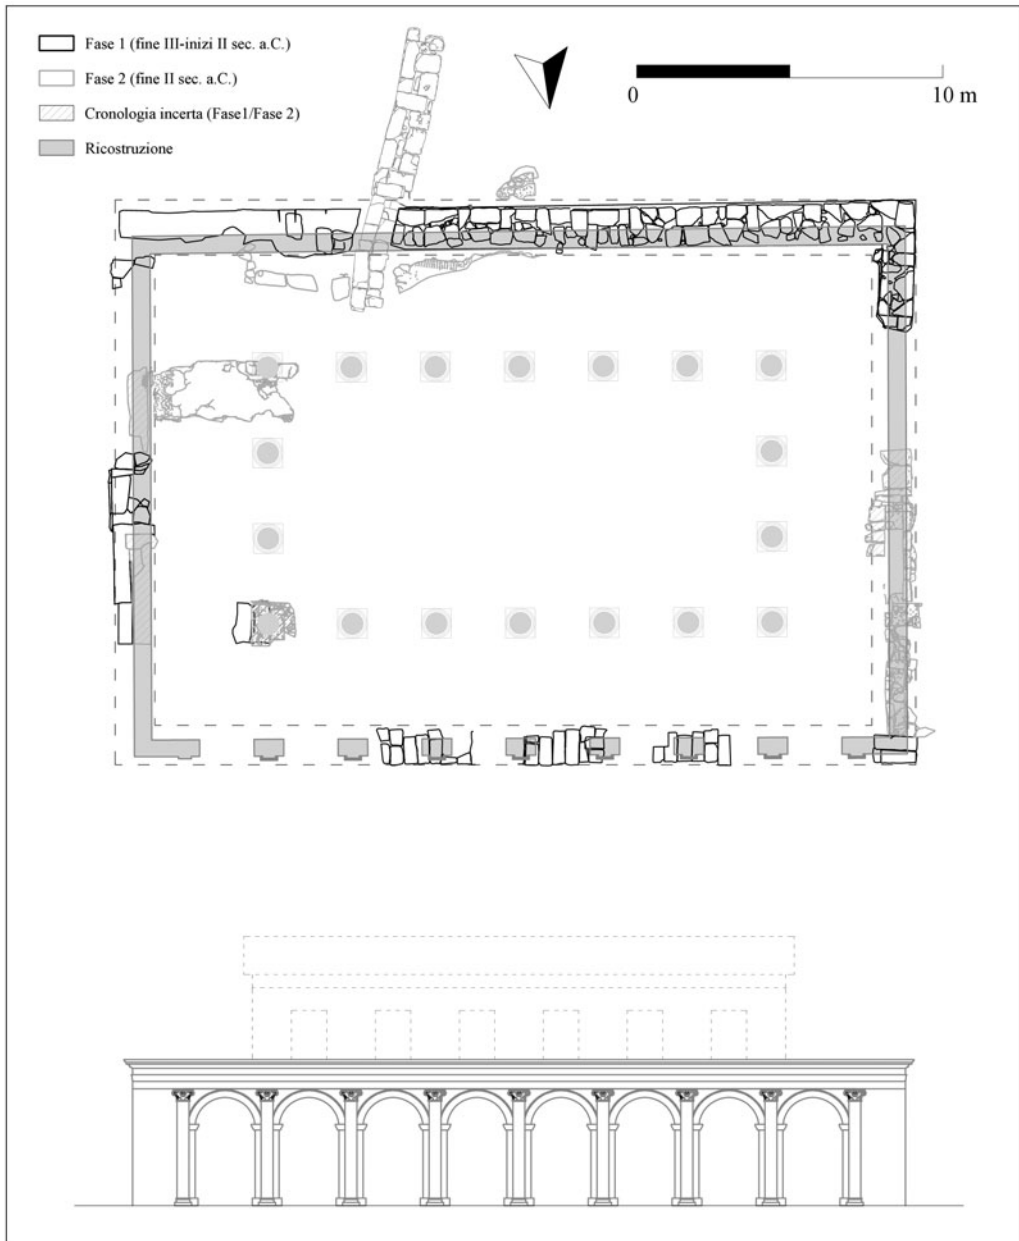 Fase 1 (fine III-inizi II sec. a.C.)
Fase 2 (fine II sec. a.C.)
Cronologia incerta (Fase1/Fase 2)
Ricostruzione
0 10 m